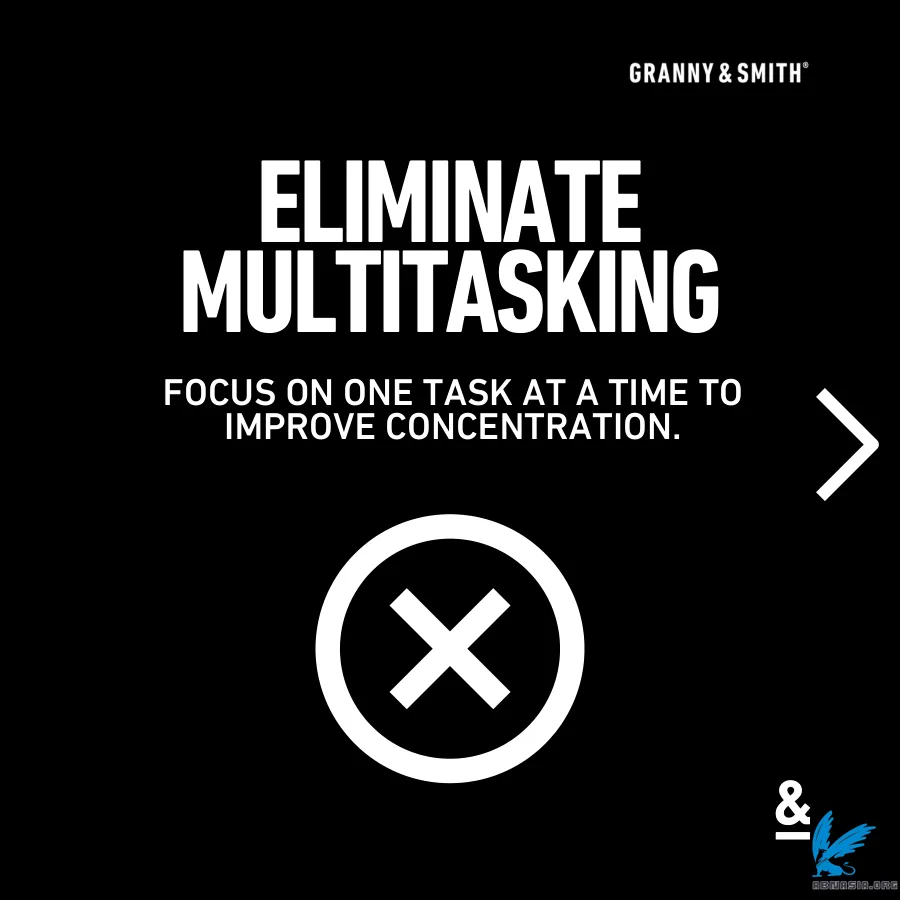 GRANNY & SMITH®
ELIMINATE
MULTITASKING
FOCUS ON ONE TASK AT A TIME TO
IMPROVE CONCENTRATION.
&
ABNASIA.ORG